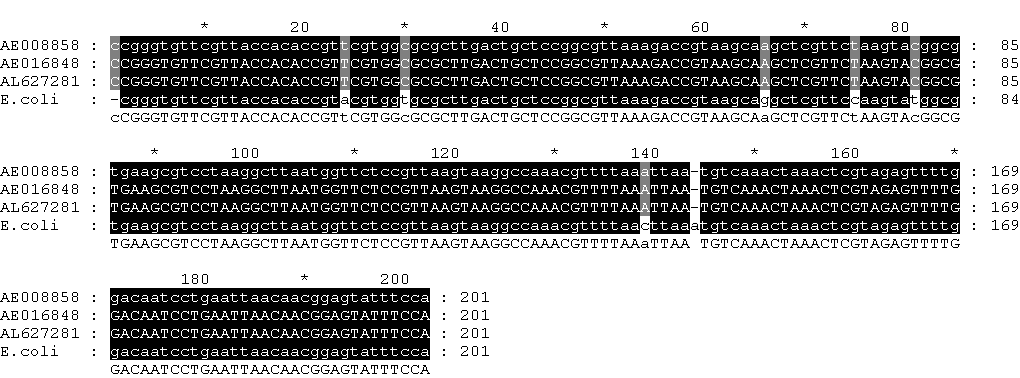 * 20 * 40 * 60 * 80
AE008858 : ccgggtgttcgttaccacaccgttcgtggcgcgcttgactgctccggcgttaaagaccgtaagcaagctcgttctaagtacggcg : 85
AE016848 : CCGGGTGTTCGTTACCACACCGTTCGTGGCGCGCTTGACTGCTCCGGCGTTAAAGACCGTAAGCAAGCTCGTTCTAAGTACGGCG : 85
AL627281 : CCGGGTGTTCGTTACCACACCGTTCGTGGCGCGCTTGACTGCTCCGGCGTTAAAGACCGTAAGCAAGCTCGTTCTAAGTACGGCG : 85
E.coli : -cgggtgttcgttaccacaccgtacgtggtgcgcttgactgctccggcgttaaagaccgtaagcaggctcgttccaagtatggcg : 84
cCGGGTGTTCGTTACCACACCGTtCGTGGcGCGCTTGACTGCTCCGGCGTTAAAGACCGTAAGCAaGCTCGTTCtAAGTAcGGCG
* 100 * 120 * 140 * 160 *
AE008858 : tgaagcgtcctaaggcttaatggttctccgttaagtaaggccaaacgttttaaattaa-tgtcaaactaaactcgtagagttttg : 169
AE016848 : TGAAGCGTCCTAAGGCTTAATGGTTCTCCGTTAAGTAAGGCCAAACGTTTTAAATTAA-TGTCAAACTAAACTCGTAGAGTTTTG : 169
AL627281 : TGAAGCGTCCTAAGGCTTAATGGTTCTCCGTTAAGTAAGGCCAAACGTTTTAAATTAA-TGTCAAACTAAACTCGTAGAGTTTTG : 169
E.coli : tgaagcgtcctaaggcttaatggttctccgttaagtaaggccaaacgttttaacttaaatgtcaaactaaactcgtagagttttg : 169
TGAAGCGTCCTAAGGCTTAATGGTTCTCCGTTAAGTAAGGCCAAACGTTTTAAaTTAA TGTCAAACTAAACTCGTAGAGTTTTG
180 * 200
AE008858 : gacaatcctgaattaacaacggagtatttcca : 201
AE016848 : GACAATCCTGAATTAACAACGGAGTATTTCCA : 201
AL627281 : GACAATCCTGAATTAACAACGGAGTATTTCCA : 201
E.coli : gacaatcctgaattaacaacggagtatttcca : 201
GACAATCCTGAATTAACAACGGAGTATTTCCA